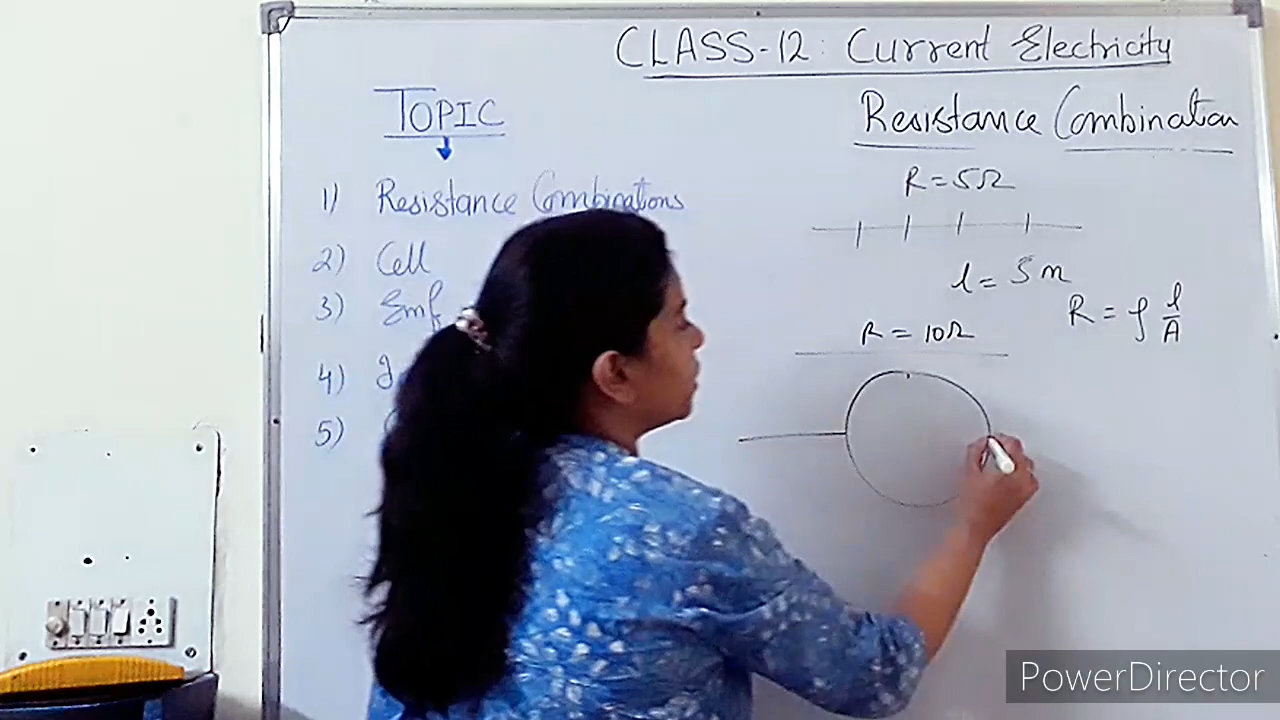 CLASS-12: Current Electricity
TOPIC
1) Resistance Combinations
2) Cell
3) Emf
4)
5)
Resistance Combination
R = 5Ω
l = 5 m
R = ρ l/A
R = 10Ω
PowerDirector